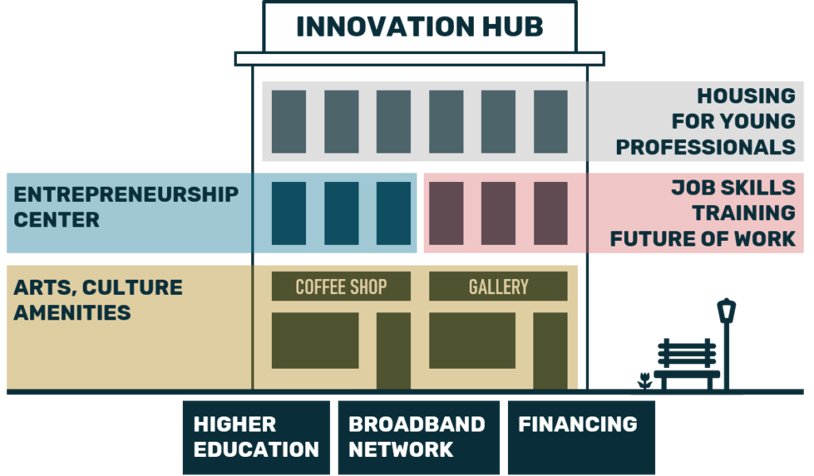 INNOVATION HUB
HOUSING
FOR YOUNG
PROFESSIONALS
ENTREPRENEURSHIP
CENTER
JOB SKILLS
TRAINING
FUTURE OF WORK
ARTS, CULTURE
AMENITIES
COFFEE SHOP
GALLERY
HIGHER
EDUCATION
BROADBAND
NETWORK
FINANCING